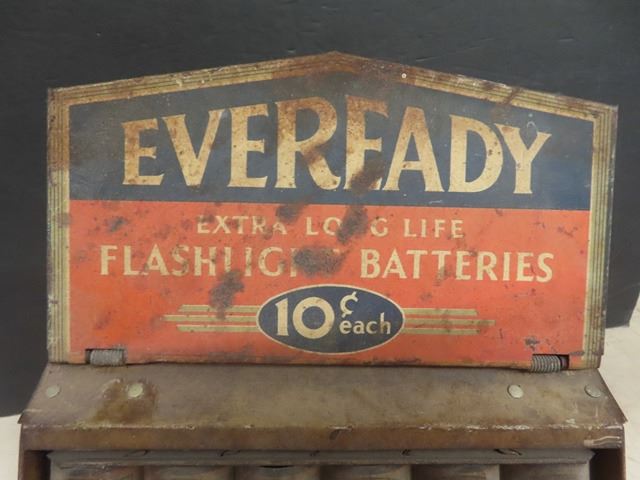 EVEREADY
EXTRA LONG LIFE
FLASHLIGHT BATTERIES
10¢ each